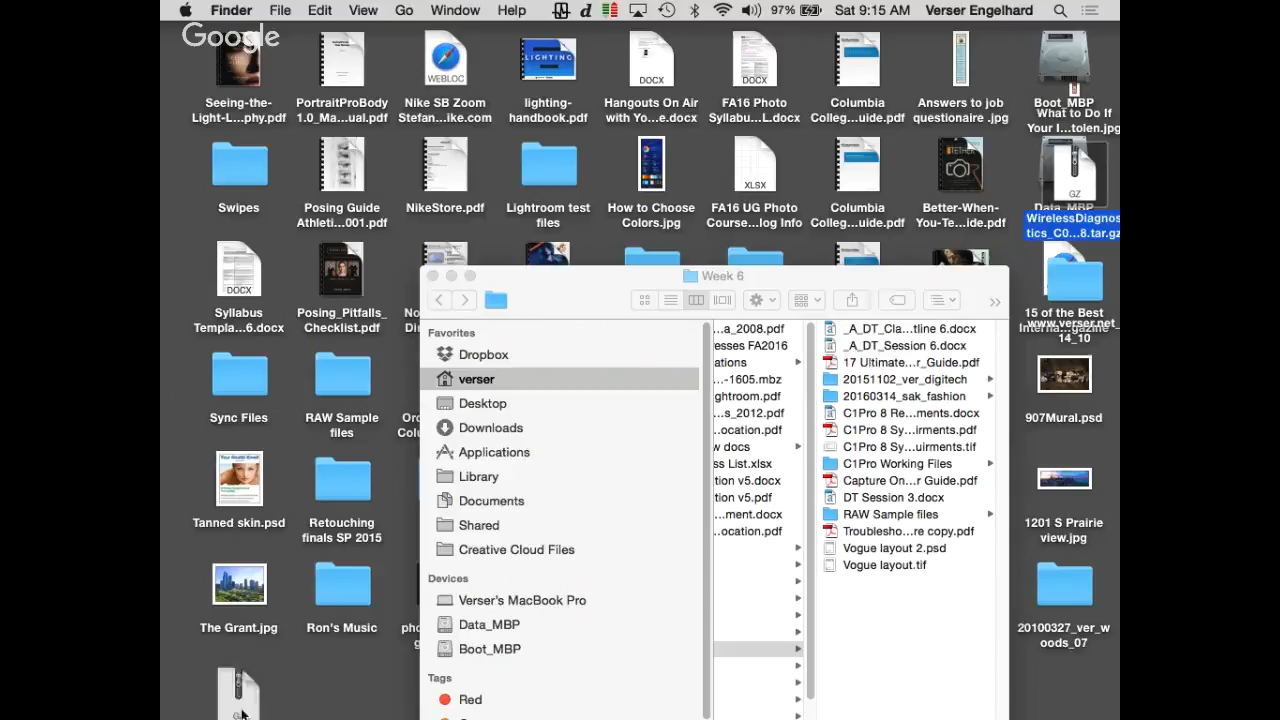 Finder File Edit View Go Window Help 97% Sat 9:15 AM Verser Engelhard
Google
Seeing-the-
Light-L...phy.pdf
PortraitProBody
1.0_Ma...ual.pdf
WEBLOC
Nike SB Zoom
Stefan...ike.com
LIGHTING
lighting-
handbook.pdf
DOCX
Hangouts On Air
with Yo...e.docx
DOCX
FA16 Photo
Syllabu...L.docx
Columbia
Colleg...uide.pdf
Answers to job
questionaire .jpg
Boot_MBP
What to Do If
Your I...tolen.jpg
Swipes
Posing Guide
Athleti...001.pdf
NikeStore.pdf
Lightroom test
files
How to Choose
Colors.jpg
XLSX
FA16 UG Photo
Course...log Info
Columbia
Colleg...uide.pdf
TETHER
Better-When-
You-Te...ide.pdf
GZ
Data_MBP
WirelessDiagnos
tics_C0...8.tar.gz
DOCX
Syllabus
Templa...6.docx
Posing_Pitfalls_
Checklist.pdf
15 of the Best
www.verser.net_
14_10
Sync Files
RAW Sample
files
907Mural.psd
Tanned skin.psd
Retouching
finals SP 2015
1201 S Prairie
view.jpg
The Grant.jpg
Ron's Music
20100327_ver_w
oods_07
Week 6
Favorites
Dropbox
verser
Desktop
Downloads
Applications
Library
Documents
Shared
Creative Cloud Files
Devices
Verser's MacBook Pro
Data_MBP
Boot_MBP
Tags
Red
a_2008.pdf
esses FA2016
ations
...-1605.mbz
ghtroom.pdf
s_2012.pdf
ocation.pdf
w docs
ss List.xlsx
tion v5.docx
tion v5.pdf
...ment.docx
...ocation.pdf
_A_DT_Cla...tline 6.docx
_A_DT_Session 6.docx
17 Ultimate...r_Guide.pdf
20151102_ver_digitech
20160314_sak_fashion
C1Pro 8 Re...ments.docx
C1Pro 8 Sy...irments.pdf
C1Pro 8 Sy...uirments.tif
C1Pro Working Files
Capture On...r Guide.pdf
DT Session 3.docx
RAW Sample files
Troublesho...re copy.pdf
Vogue layout 2.psd
Vogue layout.tif